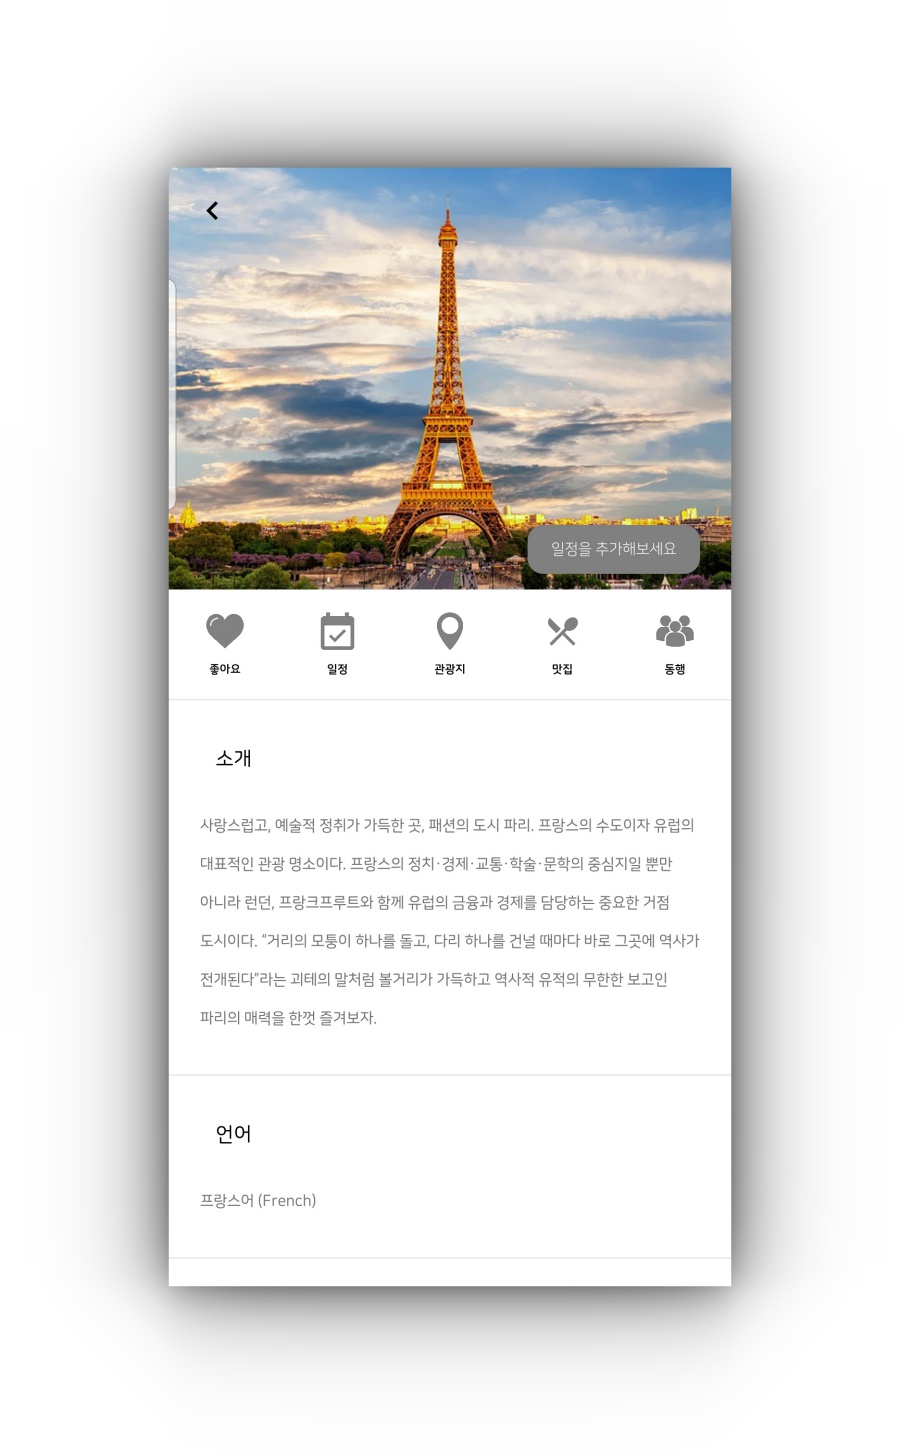 일정을 추가해보세요
좋아요 일정 관광지 맛집 동행
소개
사랑스럽고, 예술적 정취가 가득한 곳, 패션의 도시 파리. 프랑스의 수도이자 유럽의
대표적인 관광 명소이다. 프랑스의 정치·경제·교통·학술·문학의 중심지일 뿐만
아니라 런던, 프랑크프루트와 함께 유럽의 금융과 경제를 담당하는 중요한 거점
도시이다. “거리의 모퉁이 하나를 돌고, 다리 하나를 건널 때마다 바로 그곳에 역사가
전개된다”라는 괴테의 말처럼 볼거리가 가득하고 역사적 유적의 무한한 보고인
파리의 매력을 한껏 즐겨보자.
언어
프랑스어 (French)